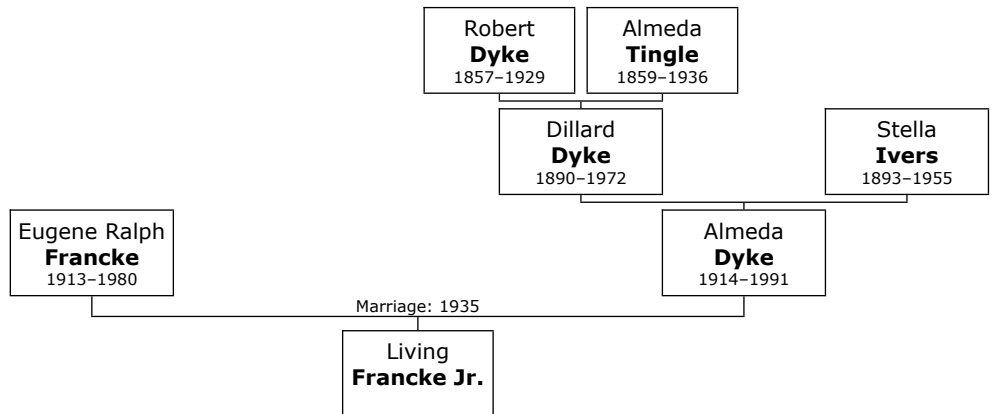 Robert
Dyke
1857–1929
Almeda
Tingle
1859–1936
Dillard
Dyke
1890–1972
Stella
Ivers
1893–1955
Eugene Ralph
Francke
1913–1980
Almeda
Dyke
1914–1991
Marriage: 1935
Living
Francke Jr.